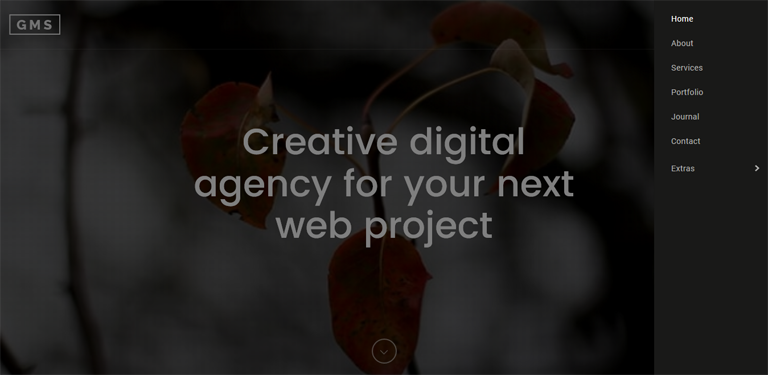 GMS
Creative digital
agency for your next
web project
Home
About
Services
Portfolio
Journal
Contact
Extras